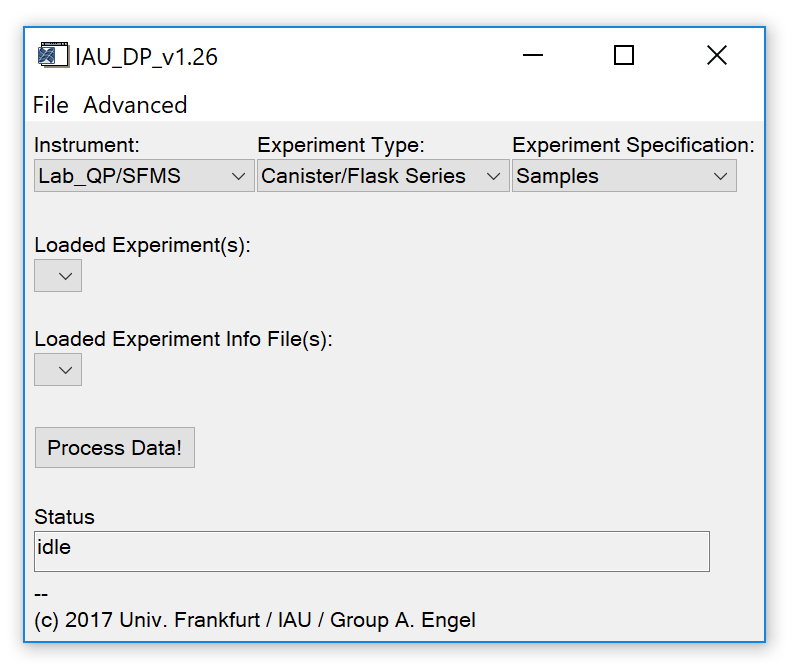 IAU_DP_v1.26
File Advanced
Instrument: Experiment Type: Experiment Specification:
Lab_QP/SFMS Canister/Flask Series Samples
Loaded Experiment(s):
Loaded Experiment Info File(s):
Process Data!
Status
idle
--
(c) 2017 Univ. Frankfurt / IAU / Group A. Engel